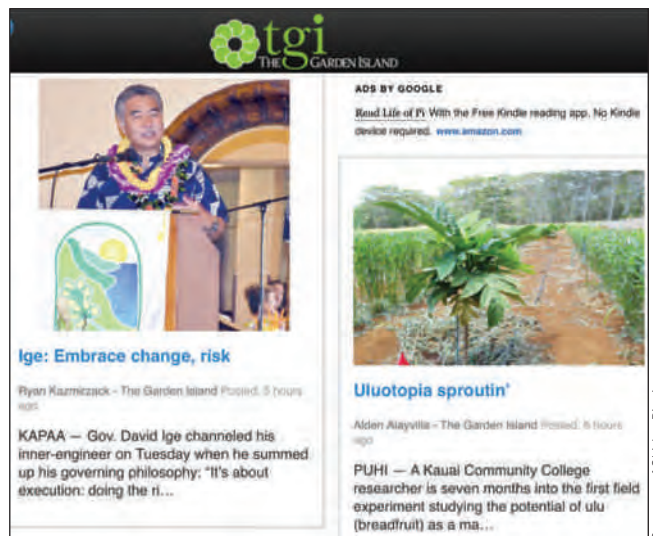 tgi
THE GARDEN ISLAND
Ige: Embrace change, risk
Ryan Kazmirzack - The Garden Island Posted: 5 hours
ago
KAPAA — Gov. David Ige channeled his
inner-engineer on Tuesday when he summed
up his governing philosophy: “It's about
execution: doing the ri…
ADS BY GOOGLE
Read Life of Pi With the Free Kindle reading app. No Kindle
device required. www.amazon.com
Uluotopia sproutin'
Alden Alayvilla - The Garden Island Posted: 6 hours
ago
PUHI — A Kauai Community College
researcher is seven months into the first field
experiment studying the potential of ulu
(breadfruit) as a ma…